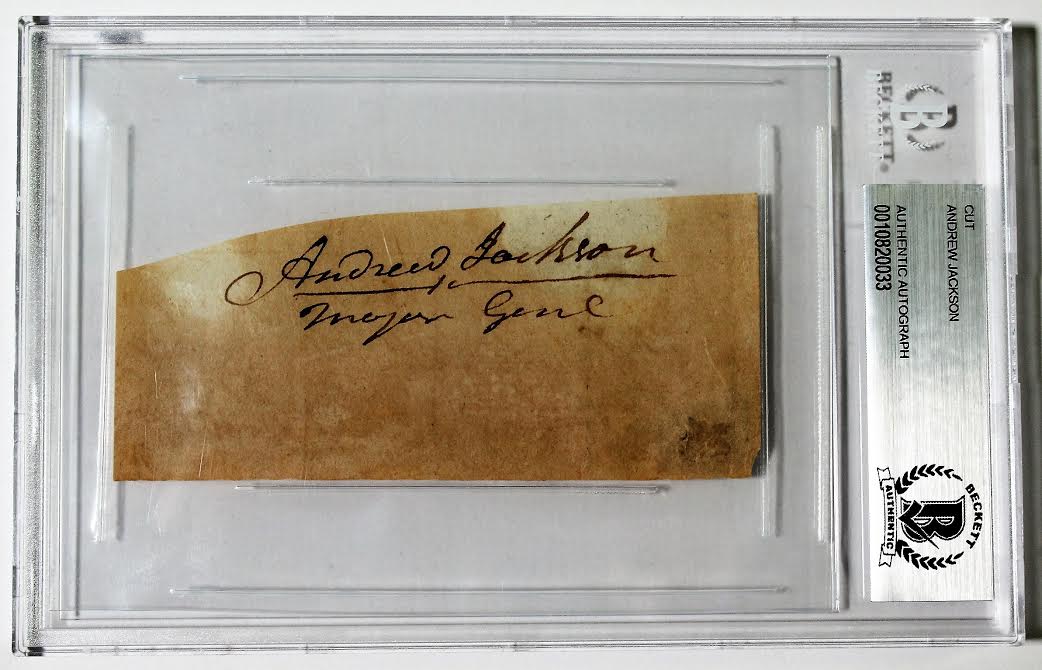 Andrew Jackson
Major Genl
BECKETT
B
CUT
ANDREW JACKSON
AUTHENTIC AUTOGRAPH
0010820033
BECKETT
B
AUTHENTIC